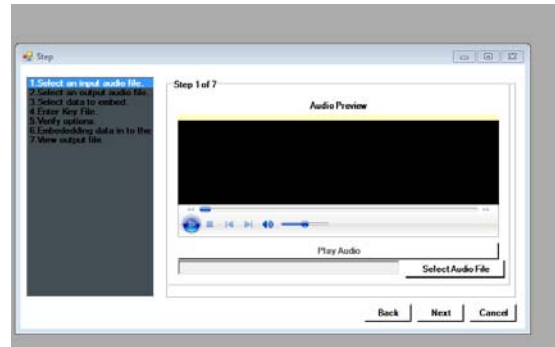 Step
1.Select an input audio file.
2.Select an output audio file.
3.Select data to embed.
4.Enter Key File.
5.Verify options.
6.Embededding data in to the
7.View output file
Step 1 of 7
Audio Preview
Play Audio
Select Audio File
Back Next Cancel